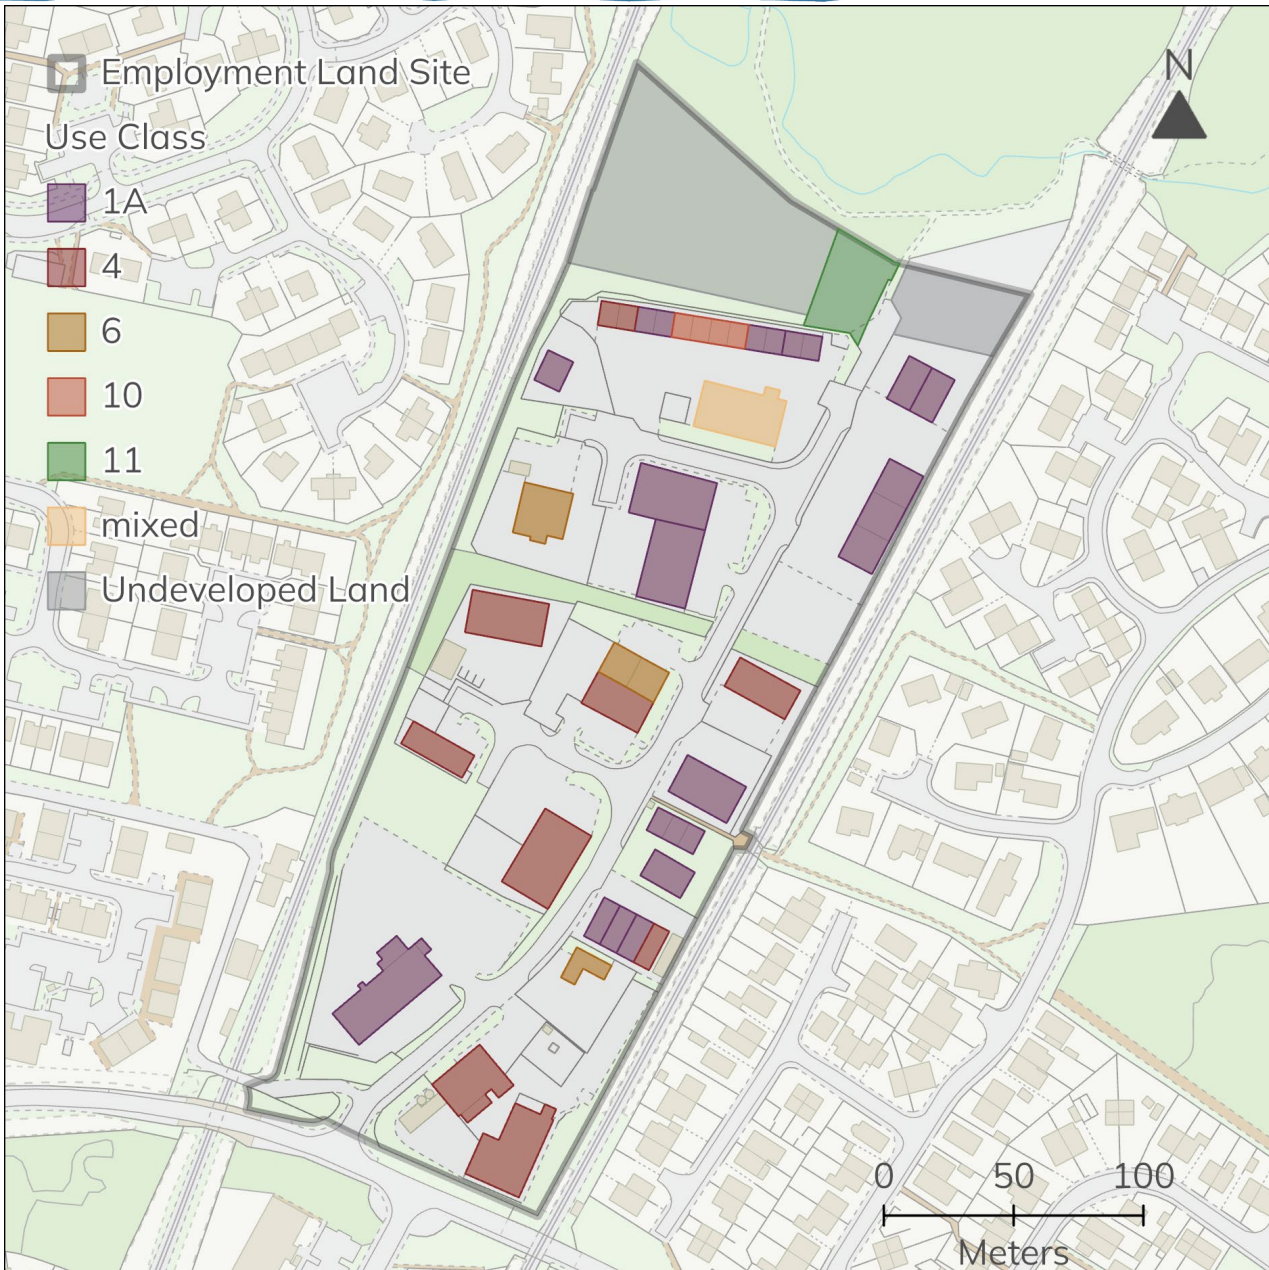 Employment Land Site
N
Use Class
1A
4
6
10
11
mixed
Undeveloped Land
0 50 100
Meters